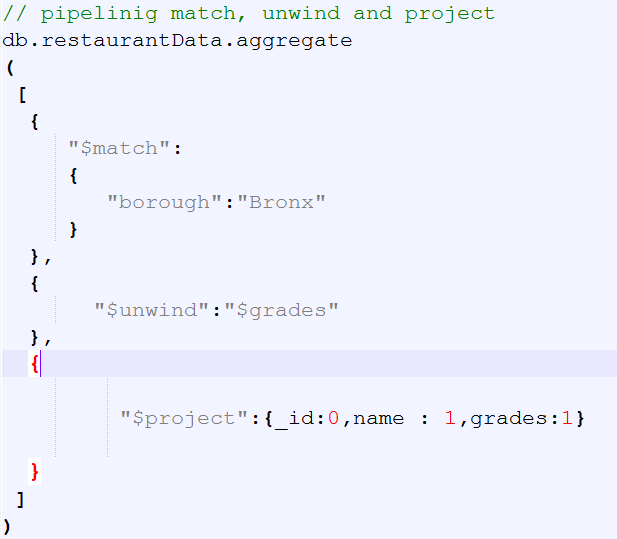 // pipelinig match, unwind and project
db.restaurantData.aggregate
(
[
{
"$match":
{
"borough":"Bronx"
}
},
{
"$unwind":"$grades"
},
{
"$project":{_id:0,name : 1,grades:1}
}
]
)